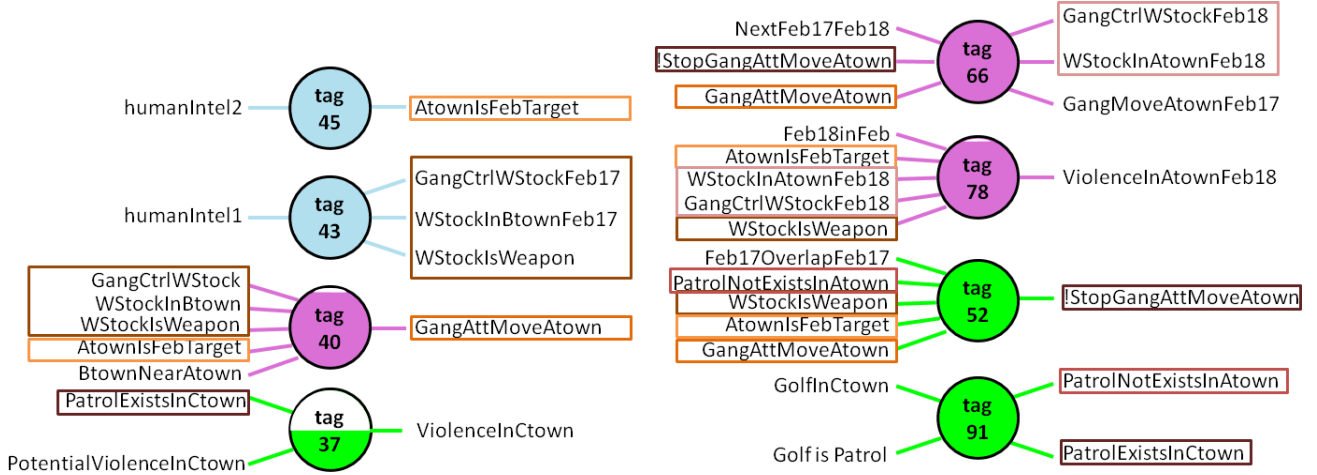 humanIntel2
tag
45
AtownIsFebTarget
humanIntel1
tag
43
GangCtrlWStockFeb17
WStockInBtownFeb17
WStockIsWeapon
GangCtrlWStock
WStockInBtown
WStockIsWeapon
AtownIsFebTarget
BtownNearAtown
tag
40
GangAttMoveAtown
PatrolExistsInCtown
PotentialViolenceInCtown
tag
37
ViolenceInCtown
NextFeb17Feb18
!StopGangAttMoveAtown
GangAttMoveAtown
tag
66
GangCtrlWStockFeb18
WStockInAtownFeb18
GangMoveAtownFeb17
Feb18inFeb
AtownIsFebTarget
WStockInAtownFeb18
GangCtrlWStockFeb18
WStockIsWeapon
tag
78
ViolenceInAtownFeb18
Feb17OverlapFeb17
PatrolNotExistsInAtown
WStockIsWeapon
AtownIsFebTarget
GangAttMoveAtown
tag
52
!StopGangAttMoveAtown
GolfInCtown
Golf is Patrol
tag
91
PatrolNotExistsInAtown
PatrolExistsInCtown